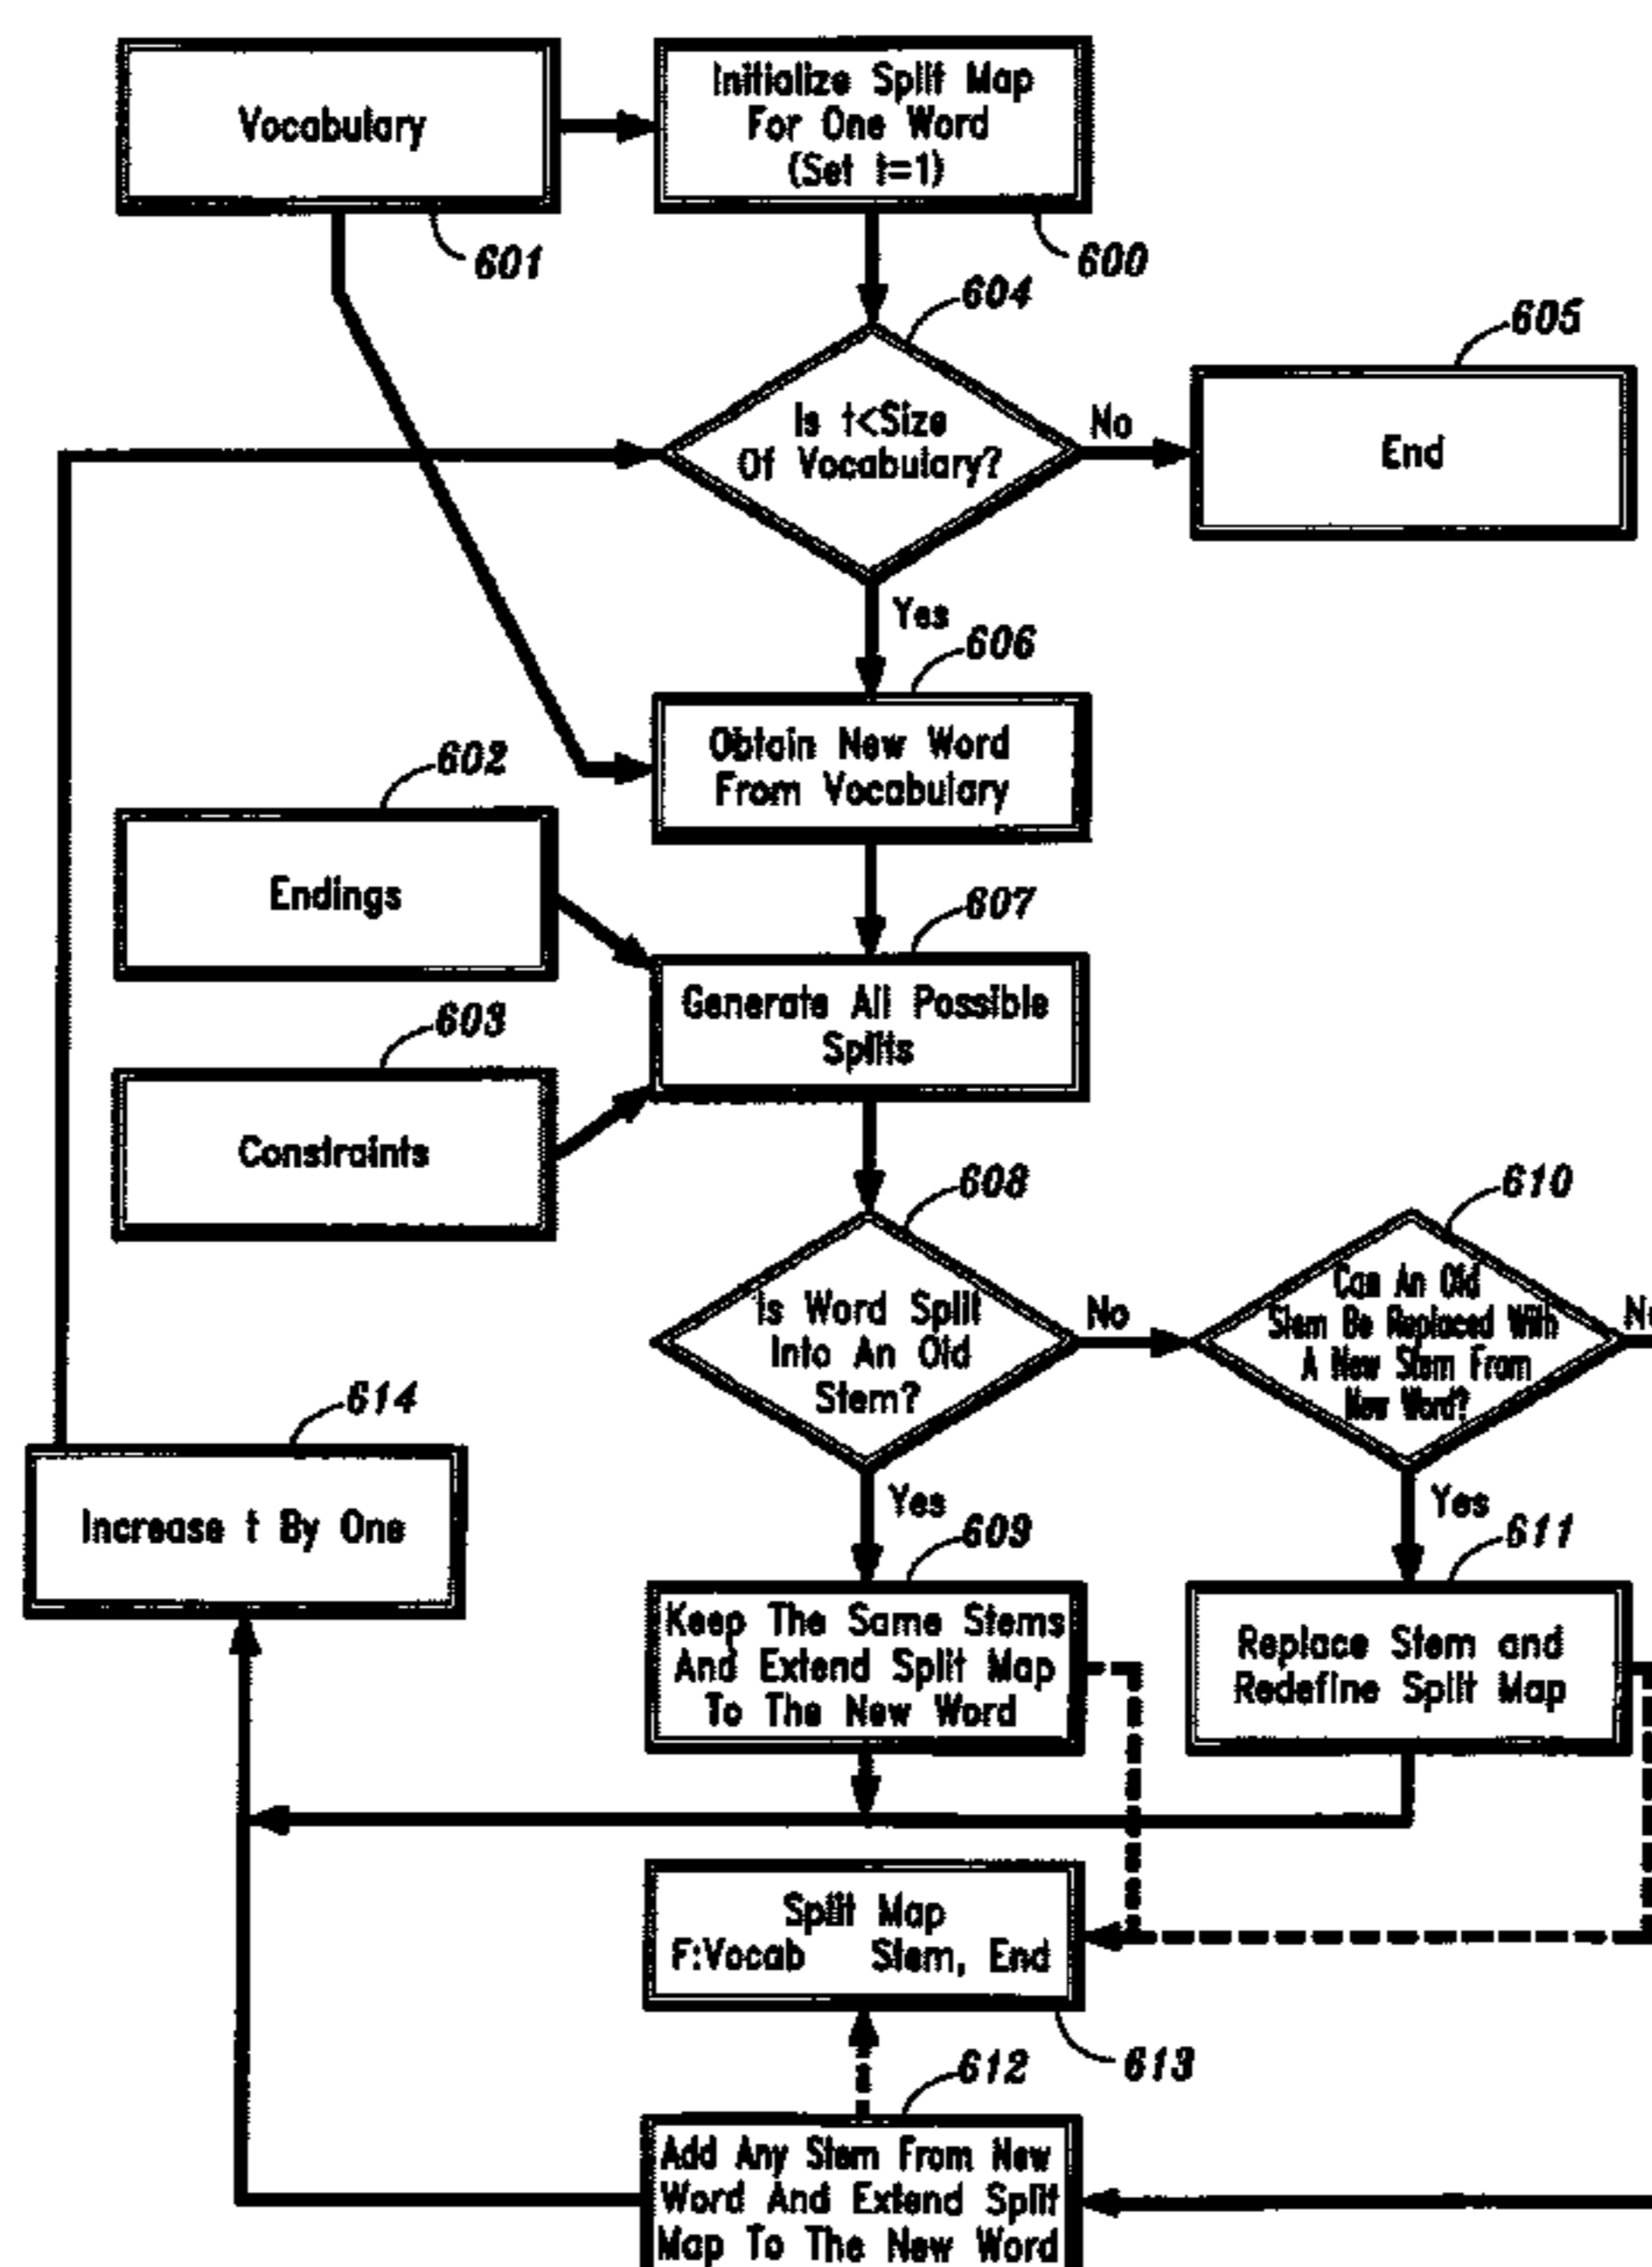 Vocabulary
Initialize Split Map
For One Word
(Set t=1)
601
600
604
605
Is t<Size
Of Vocabulary?
No
End
Yes
606
Obtain New Word
From Vocabulary
602
Endings
607
Generate All Possible
Splits
603
Constraints
608
610
Is Word Split
Into An Old
Stem?
No
Can An Old
Stem Be Replaced With
A New Stem From
New Word?
614
Increase t By One
Yes
Yes
609
611
Keep The Same Stems
And Extend Split Map
To The New Word
Replace Stem and
Redefine Split Map
Split Map
F:Vocab Stem, End
613
612
Add Any Stem From New
Word And Extend Split
Map To The New Word